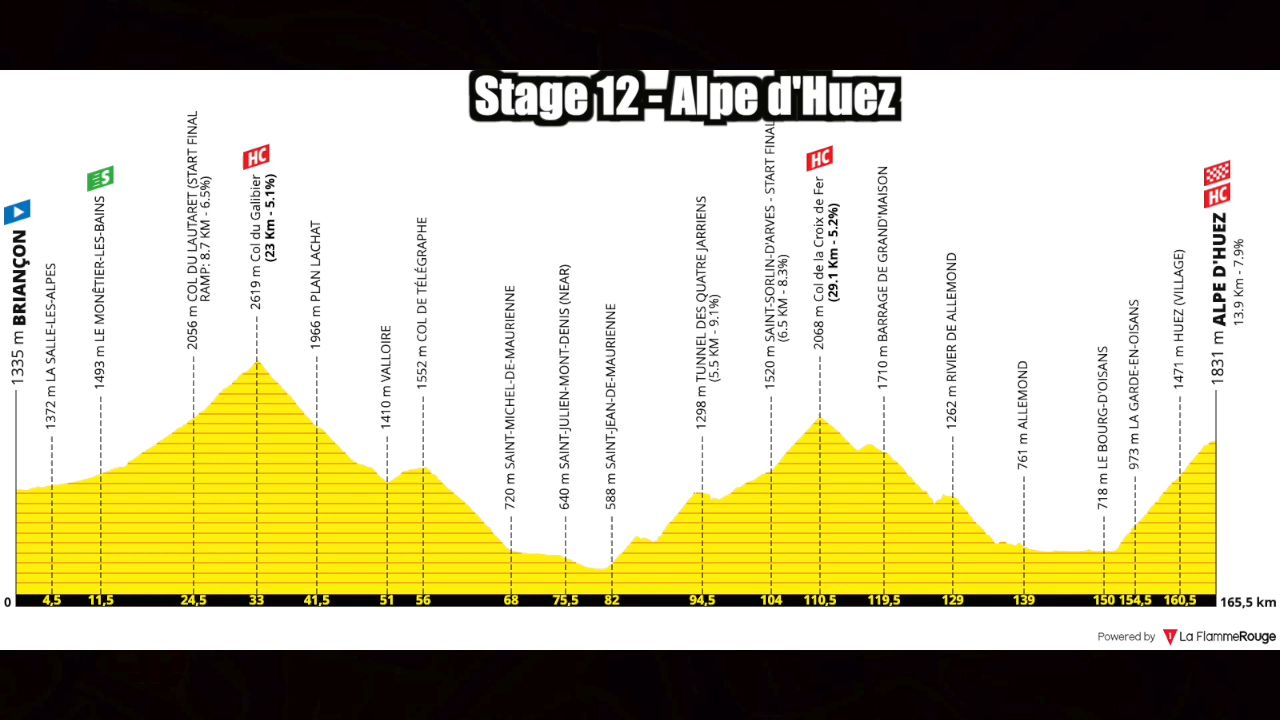 Stage 12 - Alpe d'Huez
1335 m BRIANÇON
1372 m LA SALLE-LES-ALPES
S
1493 m LE MONÊTIER-LES-BAINS
2056 m COL DU LAUTARET (START FINAL
RAMP: 8.7 KM - 6.5%)
HC
2619 m Col du Galibier
(23 Km - 5.1%)
1966 m PLAN LACHAT
1410 m VALLOIRE
1552 m COL DE TÉLÉGRAPHE
720 m SAINT-MICHEL-DE-MAURIENNE
640 m SAINT-JULIEN-MONT-DENIS (NEAR)
588 m SAINT-JEAN-DE-MAURIENNE
1298 m TUNNEL DES QUATRE JARRIENS
(5.5 KM - 9.1%)
1520 m SAINT-SORLIN-D'ARVES - START FINAL
(6.5 KM - 8.3%)
HC
2068 m Col de la Croix de Fer
(29.1 Km - 5.2%)
1710 m BARRAGE DE GRAND'MAISON
1262 m RIVIER DE ALLEMOND
761 m ALLEMOND
718 m LE BOURG-D'OISANS
973 m LA GARDE-EN-OISANS
1471 m HUEZ (VILLAGE)
HC
1831 m ALPE D'HUEZ
13.9 Km - 7.9%
0 4,5 11,5 24,5 33 41,5 51 56 68 75,5 82 94,5 104 110,5 119,5 129 139 150 154,5 160,5 165,5 km
Powered by La FlammeRouge